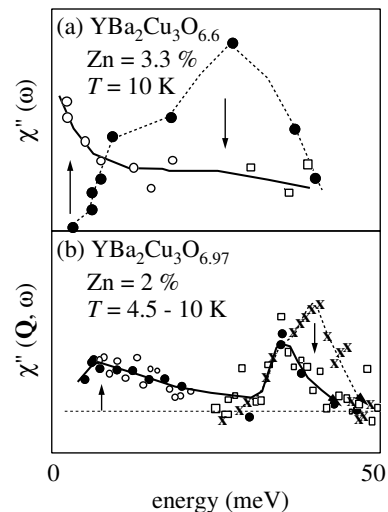 (a) YBa₂Cu₃O₆.₆
Zn = 3.3 %
T = 10 K
χ" (ω)
(b) YBa₂Cu₃O₆.₉₇
Zn = 2 %
T = 4.5 - 10 K
χ" (Q, ω)
0 50
energy (meV)